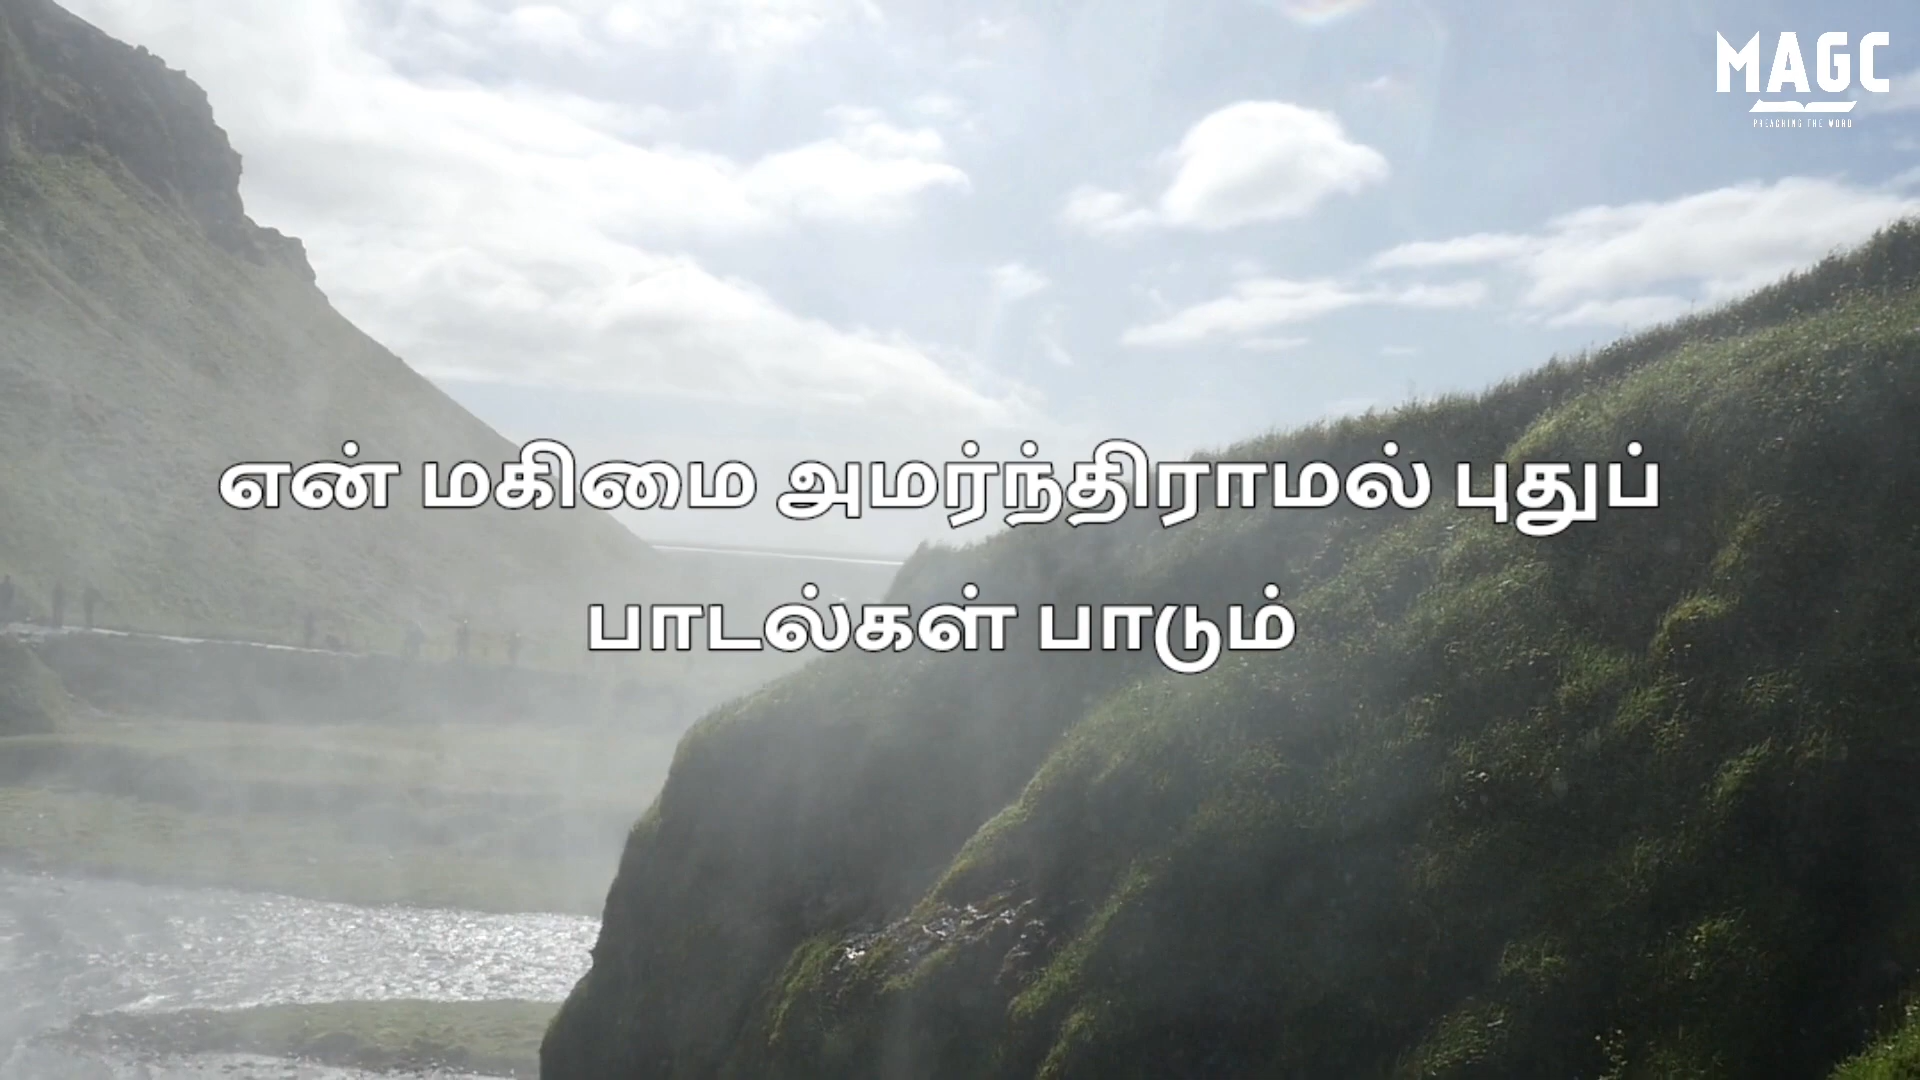 MAGC
PREACHING THE WORD
என் மகிமை அமர்ந்திராமல் புதுப்
பாடல்கள் பாடும்